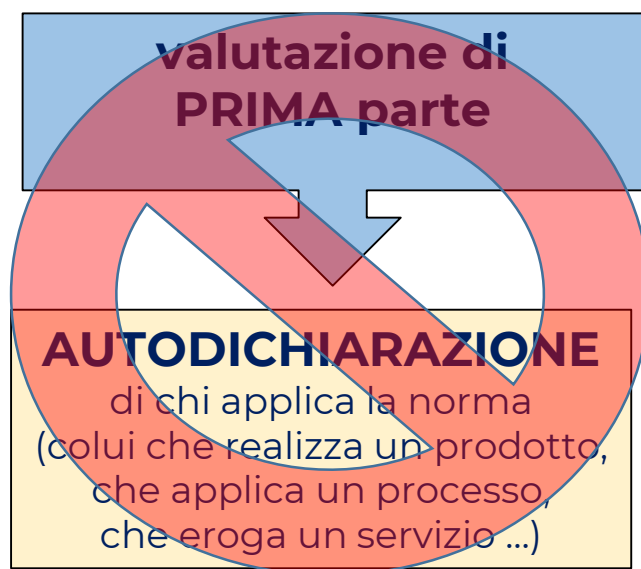 valutazione di
PRIMA parte
AUTODICHIARAZIONE
di chi applica la norma
(colui che realizza un prodotto,
che applica un processo,
che eroga un servizio ...)